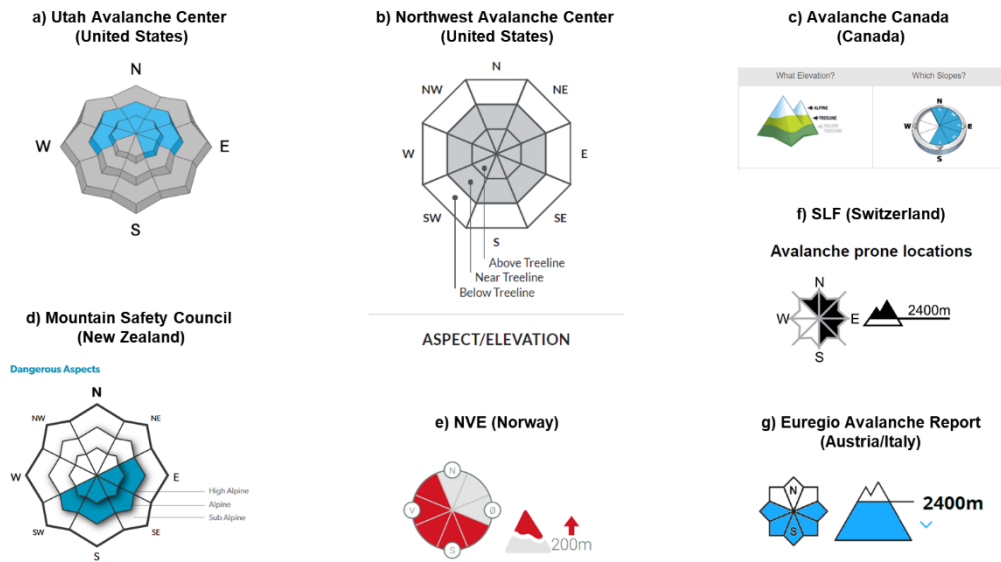 a) Utah Avalanche Center
(United States)
N
W
E
S
b) Northwest Avalanche Center
(United States)
N
NW
NE
W
E
SW
SE
S
Above Treeline
Near Treeline
Below Treeline
ASPECT/ELEVATION
c) Avalanche Canada
(Canada)
What Elevation?
Which Slopes?
ALPINE
TREELINE
BELOW
TREELINE
N
W
E
S
d) Mountain Safety Council
(New Zealand)
Dangerous Aspects
N
NW
NE
W
E
High Alpine
Alpine
Sub Alpine
SW
SE
S
e) NVE (Norway)
N
V
Ø
S
200m
f) SLF (Switzerland)
Avalanche prone locations
N
W
E
2400m
S
g) Euregio Avalanche Report
(Austria/Italy)
N
S
2400m